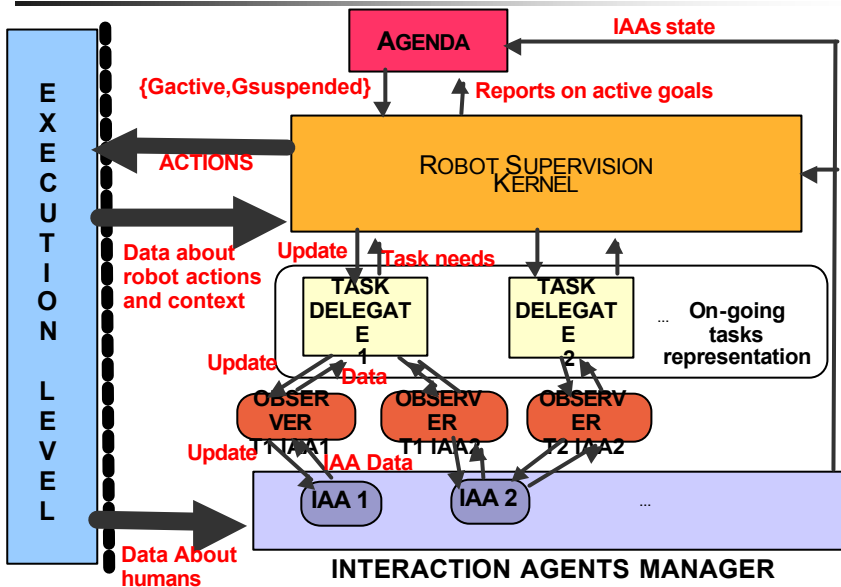 AGENDA
IAAs state
{Gactive,Gsuspended}
Reports on active goals
EXECUTION LEVEL
ACTIONS
ROBOT SUPERVISION
KERNEL
Data about
robot actions
and context
Update
Task needs
TASK
DELEGAT
E
1
TASK
DELEGAT
E
2
... On-going
tasks
representation
Update
Data
OBSER
VER
T1 IAA1
OBSERV
ER
T1 IAA2
OBSERV
ER
T2 IAA2
Update
IAA Data
IAA 1
IAA 2
...
Data About
humans
INTERACTION AGENTS MANAGER